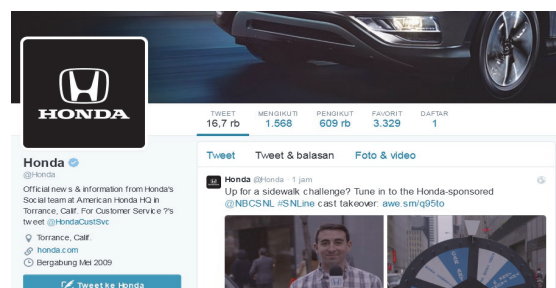 HONDA
TWEET MENGIKUTI PENGIKUT FAVORIT DAFTAR
16,7 rb 1.568 609 rb 3.329 1
Honda
@Honda
Official news & information from Honda's
Social team at American Honda HQ in
Torrance, Calif. For Customer Service ?'s
tweet @HondaCustSvc
Torrance, Calif.
honda.com
Bergabung Mei 2009
Tweet ke Honda
Tweet Tweet & balasan Foto & video
Honda @Honda · 1 jam
Up for a sidewalk challenge? Tune in to the Honda-sponsored
@NBCSNL #SNLine cast takeover: awe.sm/q95to